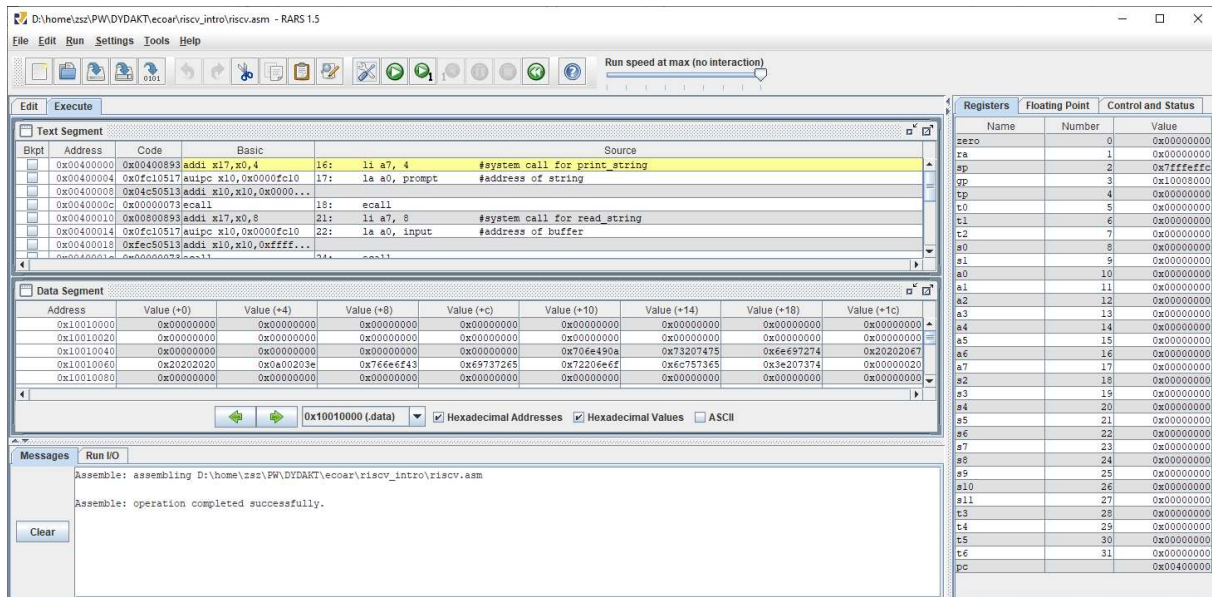 D:\home\zsz\PW\DYDAKT\ecoar\riscv_intro\riscv.asm - RARS 1.5
File Edit Run Settings Tools Help
Run speed at max (no interaction)
Edit Execute
Text Segment
Bkpt Address Code Basic Source
0x00400000 0x00400893 addi x17,x0,4 16: li a7, 4 #system call for print_string
0x00400004 0x0fc10517 auipc x10,0x0000fc10 17: la a0, prompt #address of string
0x00400008 0x04c50513 addi x10,x10,0x0000...
0x0040000c 0x00000073 ecall 18: ecall
0x00400010 0x00800893 addi x17,x0,8 21: li a7, 8 #system call for read_string
0x00400014 0x0fc10517 auipc x10,0x0000fc10 22: la a0, input #address of buffer
0x00400018 0xfec50513 addi x10,x10,0xffff...
0x0040001c 0x00000073 ecall 24: ecall
Data Segment
Address Value (+0) Value (+4) Value (+8) Value (+c) Value (+10) Value (+14) Value (+18) Value (+1c)
0x10010000 0x00000000 0x00000000 0x00000000 0x00000000 0x00000000 0x00000000 0x00000000 0x00000000
0x10010020 0x00000000 0x00000000 0x00000000 0x00000000 0x00000000 0x00000000 0x00000000 0x00000000
0x10010040 0x00000000 0x00000000 0x00000000 0x00000000 0x706e490a 0x73207475 0x6e697274 0x20202067
0x10010060 0x20202020 0x0a00203e 0x766e6f43 0x69737265 0x72206e6f 0x6c757365 0x3e207374 0x00000020
0x10010080 0x00000000 0x00000000 0x00000000 0x00000000 0x00000000 0x00000000 0x00000000 0x00000000
0x10010000 (.data) Hexadecimal Addresses Hexadecimal Values ASCII
Messages Run I/O
Assemble: assembling D:\home\zsz\PW\DYDAKT\ecoar\riscv_intro\riscv.asm
Assemble: operation completed successfully.
Clear
Registers Floating Point Control and Status
Name Number Value
zero 0 0x00000000
ra 1 0x00000000
sp 2 0x7fffeffc
gp 3 0x10008000
tp 4 0x00000000
t0 5 0x00000000
t1 6 0x00000000
t2 7 0x00000000
s0 8 0x00000000
s1 9 0x00000000
a0 10 0x00000000
a1 11 0x00000000
a2 12 0x00000000
a3 13 0x00000000
a4 14 0x00000000
a5 15 0x00000000
a6 16 0x00000000
a7 17 0x00000000
s2 18 0x00000000
s3 19 0x00000000
s4 20 0x00000000
s5 21 0x00000000
s6 22 0x00000000
s7 23 0x00000000
s8 24 0x00000000
s9 25 0x00000000
s10 26 0x00000000
s11 27 0x00000000
t3 28 0x00000000
t4 29 0x00000000
t5 30 0x00000000
t6 31 0x00000000
pc 0x00400000